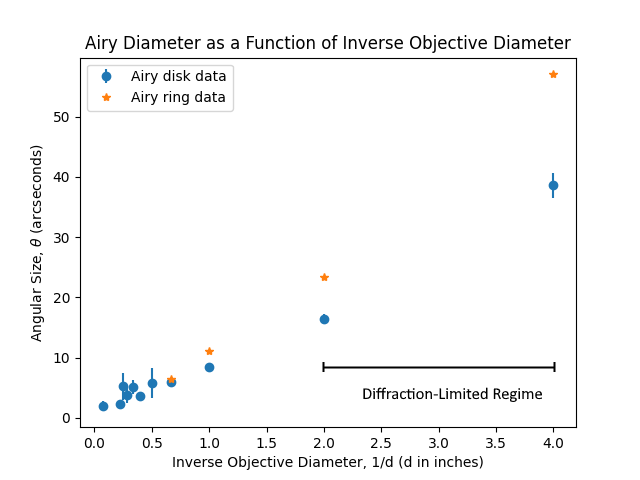 Airy Diameter as a Function of Inverse Objective Diameter
Airy disk data
Airy ring data
Angular Size, θ (arcseconds)
50
40
30
20
10
0
Diffraction-Limited Regime
0.0 0.5 1.0 1.5 2.0 2.5 3.0 3.5 4.0
Inverse Objective Diameter, 1/d (d in inches)